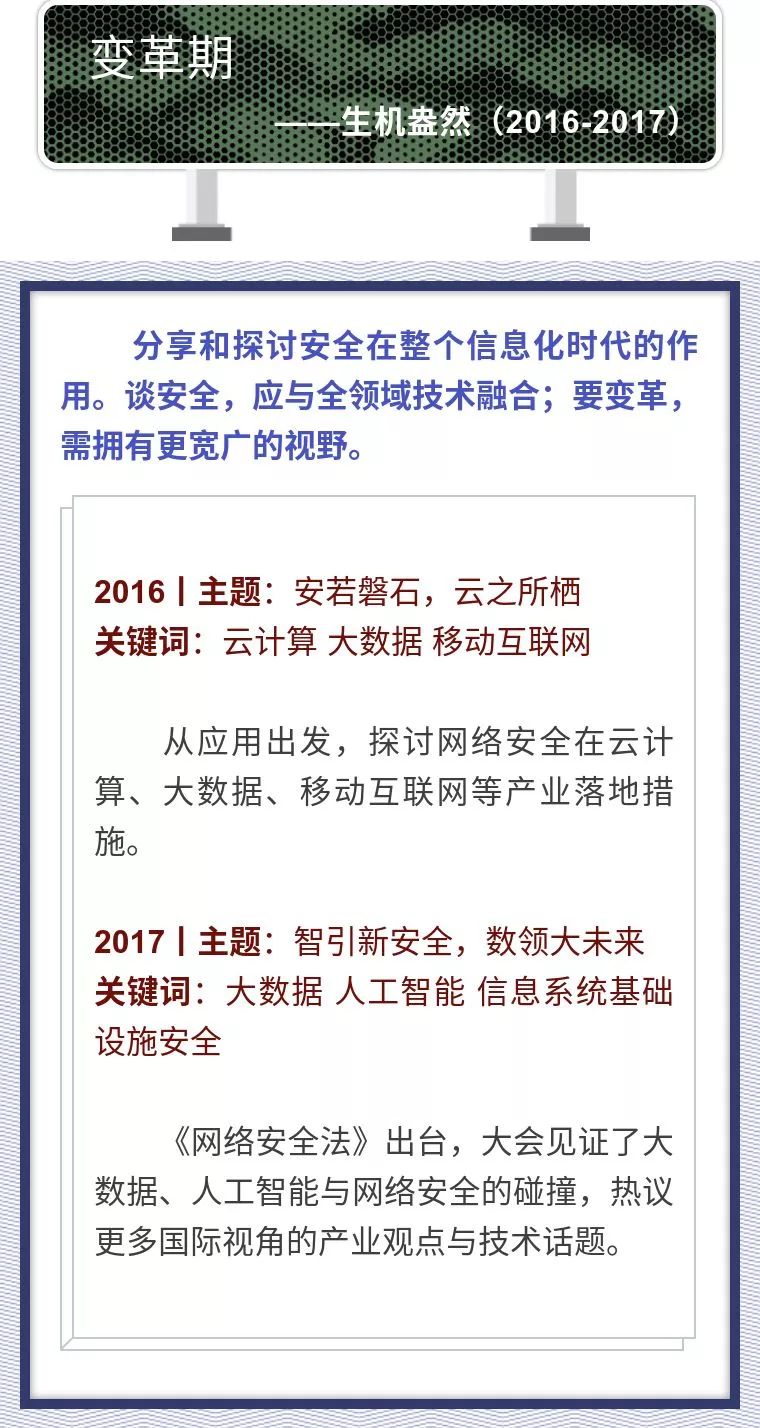 变革期
——生机盎然（2016-2017）
分享和探讨安全在整个信息化时代的作
用。谈安全，应与全领域技术融合；要变革，
需拥有更宽广的视野。
2016丨主题：安若磐石，云之所栖
关键词：云计算 大数据 移动互联网
从应用出发，探讨网络安全在云计
算、大数据、移动互联网等产业落地措
施。
2017丨主题：智引新安全，数领大未来
关键词：大数据 人工智能 信息系统基础
设施安全
《网络安全法》出台，大会见证了大
数据、人工智能与网络安全的碰撞，热议
更多国际视角的产业观点与技术话题。